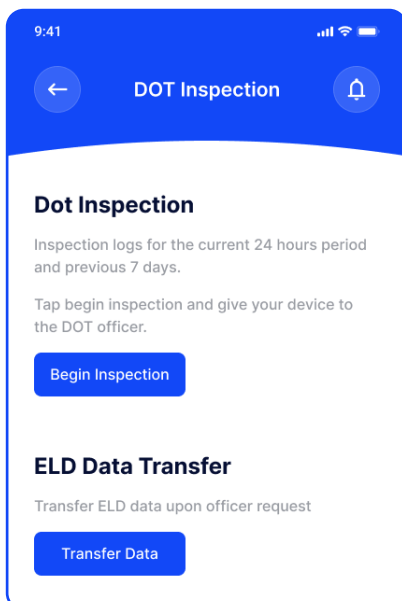 9:41
DOT Inspection
Dot Inspection
Inspection logs for the current 24 hours period
and previous 7 days.
Tap begin inspection and give your device to
the DOT officer.
Begin Inspection
ELD Data Transfer
Transfer ELD data upon officer request
Transfer Data